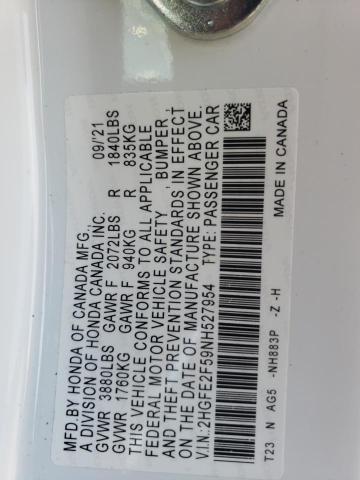 MFD.BY HONDA OF CANADA MFG.,
A DIVISION OF HONDA CANADA INC. 09/'21
GVWR 3880LBS GAWR F 2072LBS R 1840LBS
GVWR 1760KG GAWR F 940KG R 835KG
THIS VEHICLE CONFORMS TO ALL APPLICABLE
FEDERAL MOTOR VEHICLE SAFETY BUMPER,
AND THEFT PREVENTION STANDARDS IN EFFECT
ON THE DATE OF MANUFACTURE SHOWN ABOVE.
V.I.N.:2HGFE2F59NH527954 TYPE: PASSENGER CAR
T23 N AG5 -NH883P -Z -H MADE IN CANADA